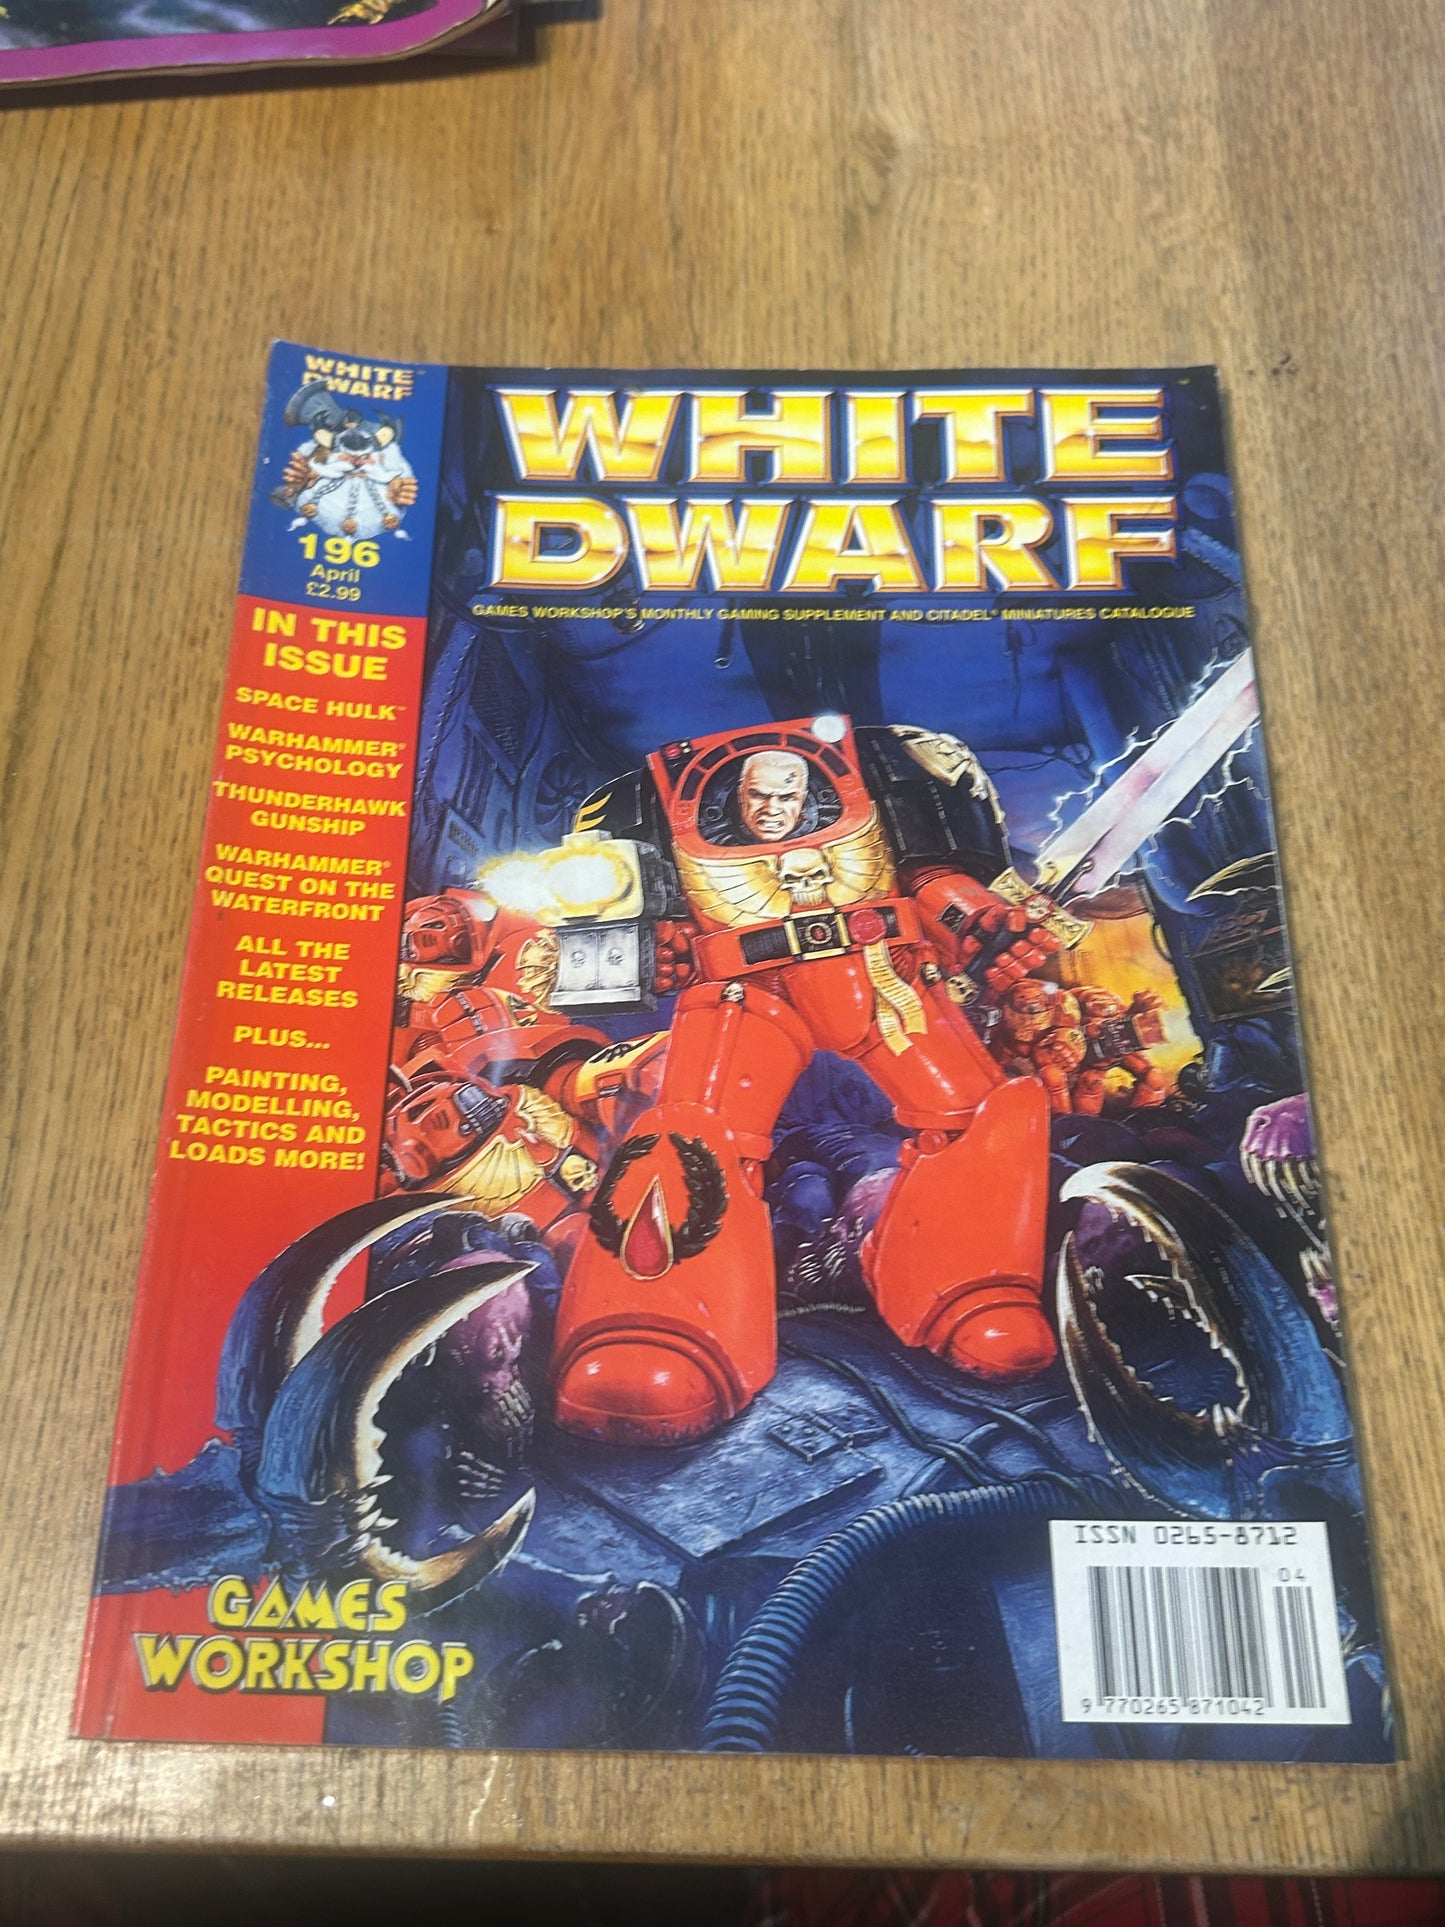 WHITE
DWARF
196
April
£2.99
WHITE
DWARF
GAMES WORKSHOP'S MONTHLY GAMING SUPPLEMENT AND CITADEL® MINIATURES CATALOGUE
IN THIS
ISSUE
SPACE HULK™
WARHAMMER®
PSYCHOLOGY
THUNDERHAWK
GUNSHIP
WARHAMMER®
QUEST ON THE
WATERFRONT
ALL THE
LATEST
RELEASES
PLUS...
PAINTING,
MODELLING,
TACTICS AND
LOADS MORE!
GAMES
WORKSHOP
ISSN 0265-8712
04
9 770265 871042